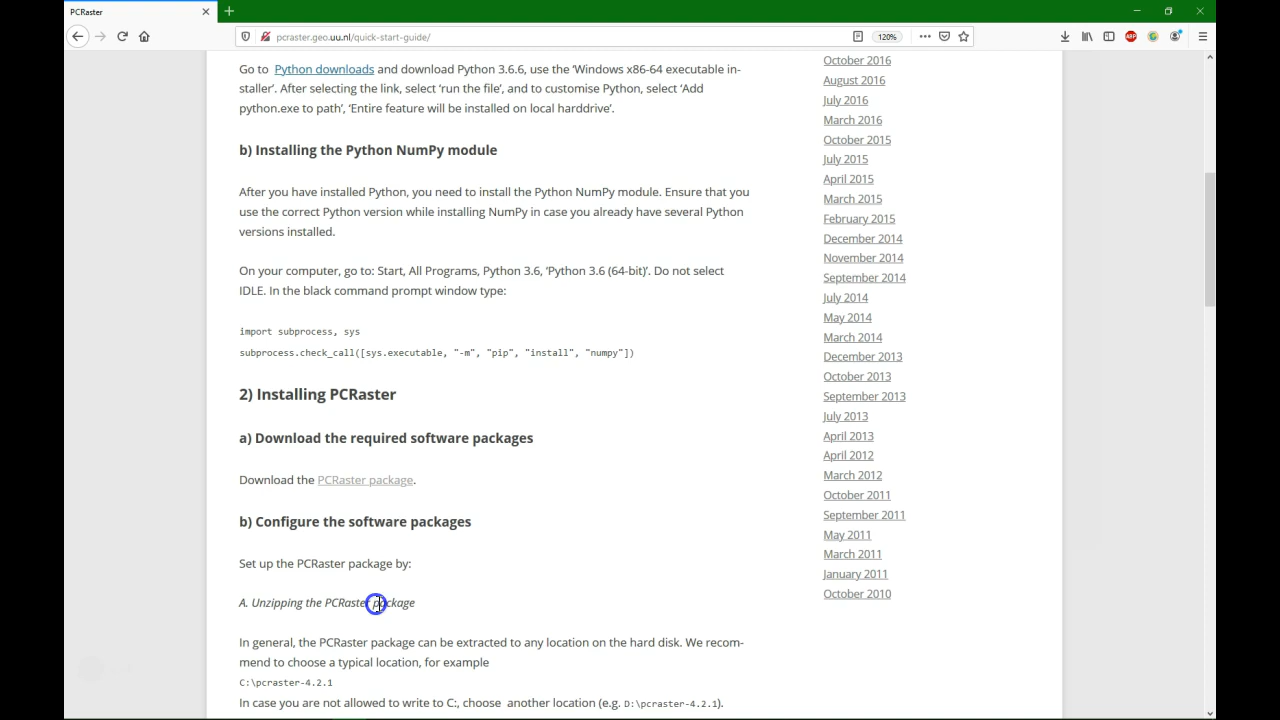 PCRaster
pcraster.geo.uu.nl/quick-start-guide/
120%
ABP
Go to Python downloads and download Python 3.6.6, use the ‘Windows x86-64 executable in-
staller’. After selecting the link, select ‘run the file’, and to customise Python, select ‘Add
python.exe to path’, ‘Entire feature will be installed on local harddrive’.
b) Installing the Python NumPy module
After you have installed Python, you need to install the Python NumPy module. Ensure that you
use the correct Python version while installing NumPy in case you already have several Python
versions installed.
On your computer, go to: Start, All Programs, Python 3.6, ‘Python 3.6 (64-bit)’. Do not select
IDLE. In the black command prompt window type:
import subprocess, sys
subprocess.check_call([sys.executable, "-m", "pip", "install", "numpy"])
2) Installing PCRaster
a) Download the required software packages
Download the PCRaster package.
b) Configure the software packages
Set up the PCRaster package by:
A. Unzipping the PCRaster package
In general, the PCRaster package can be extracted to any location on the hard disk. We recom-
mend to choose a typical location, for example
C:\pcraster-4.2.1
In case you are not allowed to write to C:, choose another location (e.g. D:\pcraster-4.2.1).
October 2016
August 2016
July 2016
March 2016
October 2015
July 2015
April 2015
March 2015
February 2015
December 2014
November 2014
September 2014
July 2014
May 2014
March 2014
December 2013
October 2013
September 2013
July 2013
April 2013
April 2012
March 2012
October 2011
September 2011
May 2011
March 2011
January 2011
October 2010